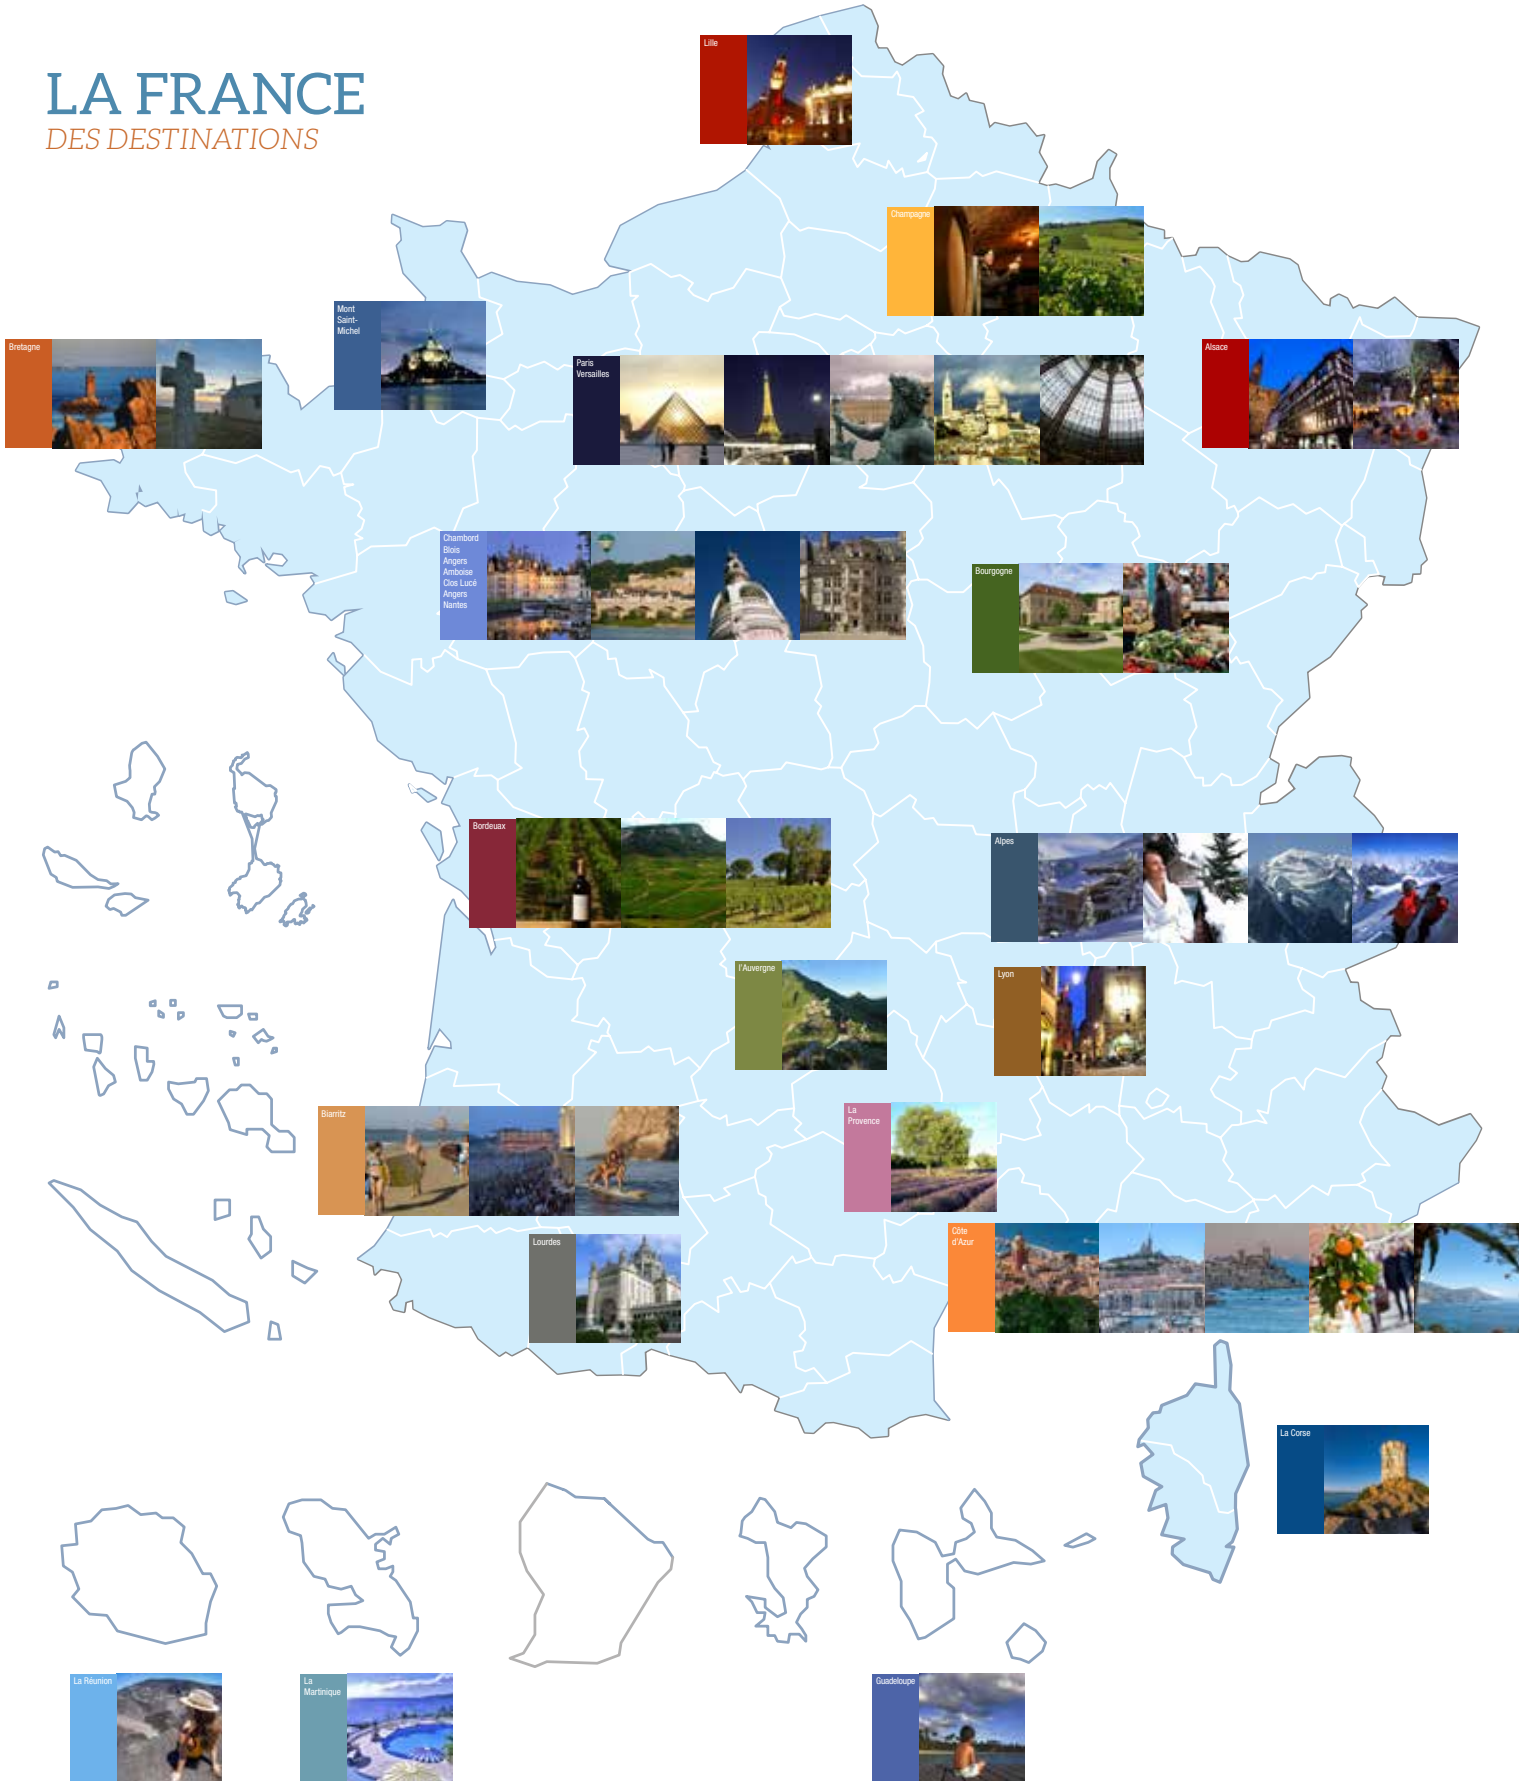 LA FRANCE
DES DESTINATIONS
Lille
Champagne
Mont
Saint-
Michel
Bretagne
Paris
Versailles
Alsace
Chambord
Blois
Angers
Amboise
Clos Lucé
Angers
Nantes
Bourgogne
Bordeuax
Alpes
l'Auvergne
Lyon
Biarritz
La
Provence
Lourdes
Côte
d'Azur
La Corse
La Réunion
La
Martinique
Guadeloupe